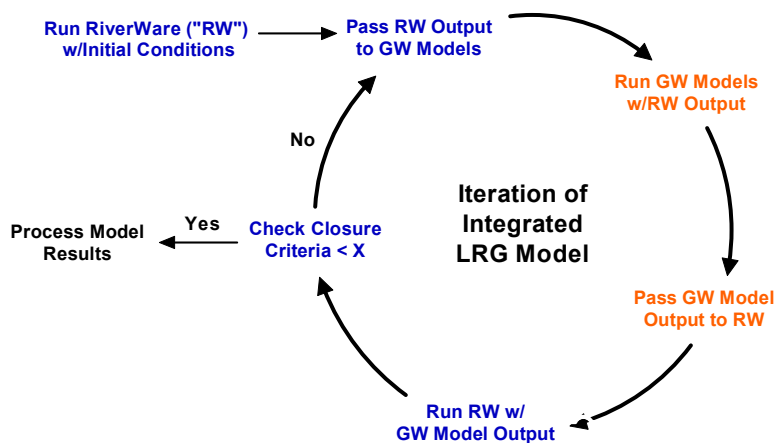 Run RiverWare ("RW")
w/Initial Conditions
Pass RW Output
to GW Models
Run GW Models
w/RW Output
No
Iteration of
Integrated
LRG Model
Yes
Process Model
Results
Check Closure
Criteria < X
Pass GW Model
Output to RW
Run RW w/
GW Model Output